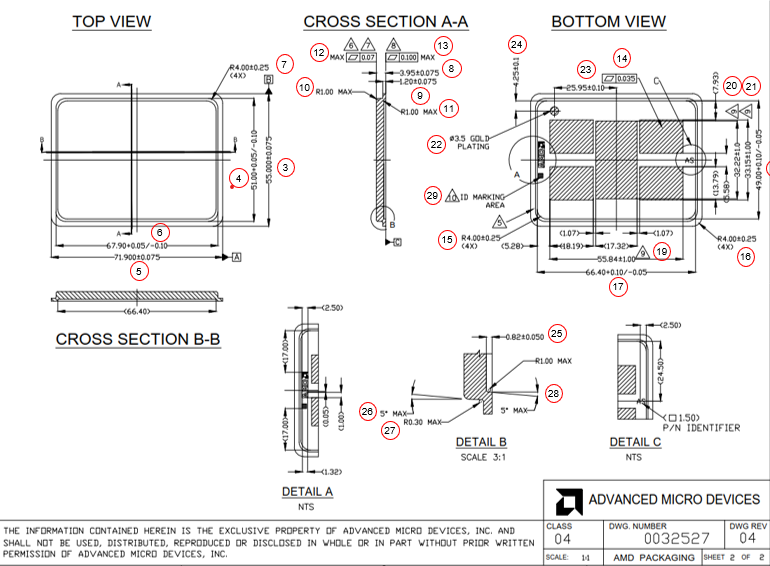 TOP VIEW
CROSS SECTION A-A
BOTTOM VIEW
R4.00±0.25
(4X)
7
A
B
12
6
7
8
13
MAX
0.07
0.100
MAX
3.95±0.075
8
1.20±0.075
10
R1.00 MAX
9
R1.00 MAX
11
24
4.25±0.1
23
14
0.035
C
25.95±0.10
(7.93)
20
21
9
9
22
ø3.5 GOLD
PLATING
B
B
4
51.00+0.05/-0.10
55.000±0.075
3
A
AS
32.22±1.0
33.15±1.00
49.00+0.10/-0.05
(13.79)
(5.58)
29
10
ID MARKING
AREA
5
A
6
67.90+0.05/-0.10
71.900±0.075
A
5
B
C
15
R4.00±0.25
(4X)
(5.28)
(1.07)
(1.07)
(18.19)
(17.32)
9
19
55.84±1.00
66.40+0.10/-0.05
17
R4.00±0.25
(4X)
16
(66.40)
CROSS SECTION B-B
(2.50)
(17.00)
(17.00)
(0.05)
(1.00)
(1.32)
DETAIL A
NTS
0.82±0.050
25
R1.00 MAX
26
5° MAX
27
R0.30 MAX
5° MAX
28
DETAIL B
SCALE 3:1
(2.50)
(24.50)
AS
(□1.50)
P/N IDENTIFIER
DETAIL C
NTS
ADVANCED MICRO DEVICES
CLASS
04
DWG. NUMBER
0032527
DWG REV
04
SCALE: 1:1
AMD PACKAGING
SHEET 2 OF 2
THE INFORMATION CONTAINED HEREIN IS THE EXCLUSIVE PROPERTY OF ADVANCED MICRO DEVICES, INC. AND
SHALL NOT BE USED, DISTRIBUTED, REPRODUCED OR DISCLOSED IN WHOLE OR IN PART WITHOUT PRIOR WRITTEN
PERMISSION OF ADVANCED MICRO DEVICES, INC.